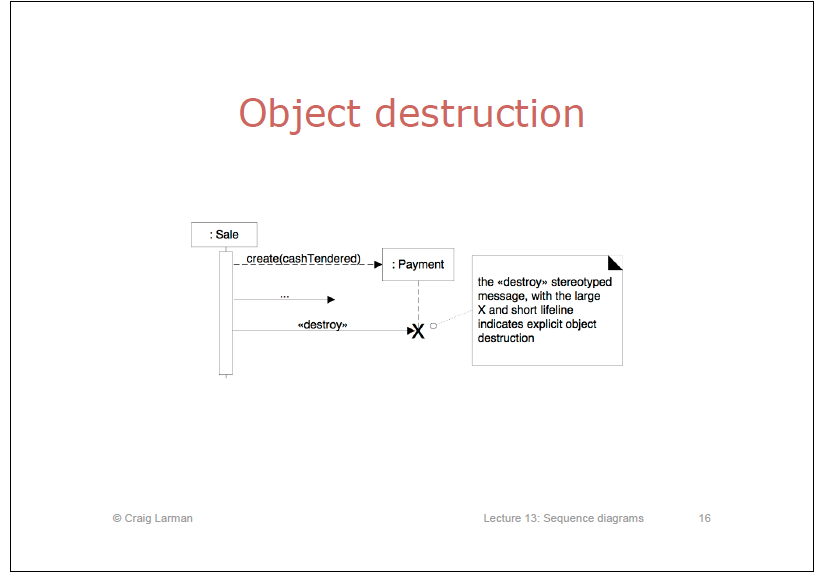 Object destruction
: Sale
create(cashTendered)
: Payment
...
«destroy»
X
the «destroy» stereotyped
message, with the large
X and short lifeline
indicates explicit object
destruction
© Craig Larman
Lecture 13: Sequence diagrams
16